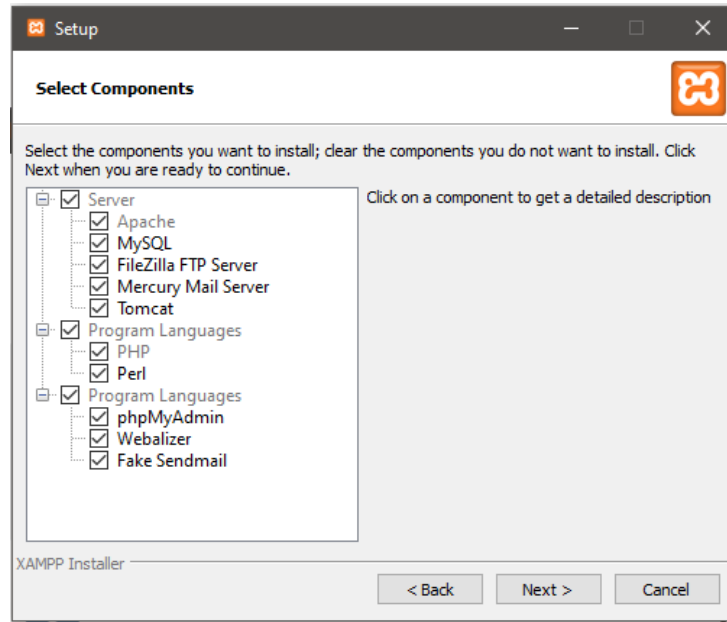 Setup
Select Components
Select the components you want to install; clear the components you do not want to install. Click
Next when you are ready to continue.
Server
Apache
MySQL
FileZilla FTP Server
Mercury Mail Server
Tomcat
Program Languages
PHP
Perl
Program Languages
phpMyAdmin
Webalizer
Fake Sendmail
Click on a component to get a detailed description
XAMPP Installer
< Back
Next >
Cancel